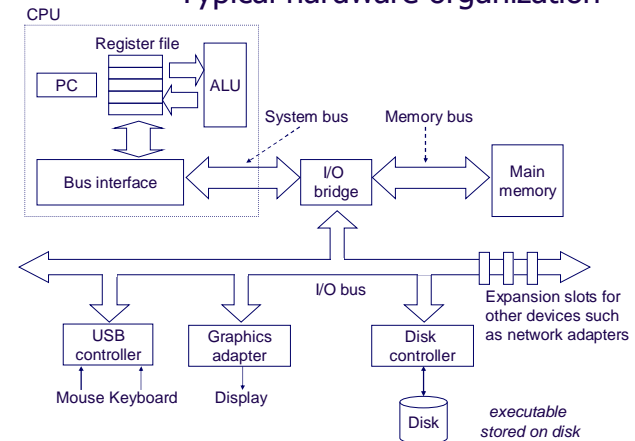 Typical hardware organization
CPU
Register file
PC
ALU
System bus
Memory bus
Bus interface
I/O
bridge
Main
memory
I/O bus
Expansion slots for
other devices such
as network adapters
USB
controller
Graphics
adapter
Disk
controller
Mouse Keyboard
Display
Disk
executable
stored on disk